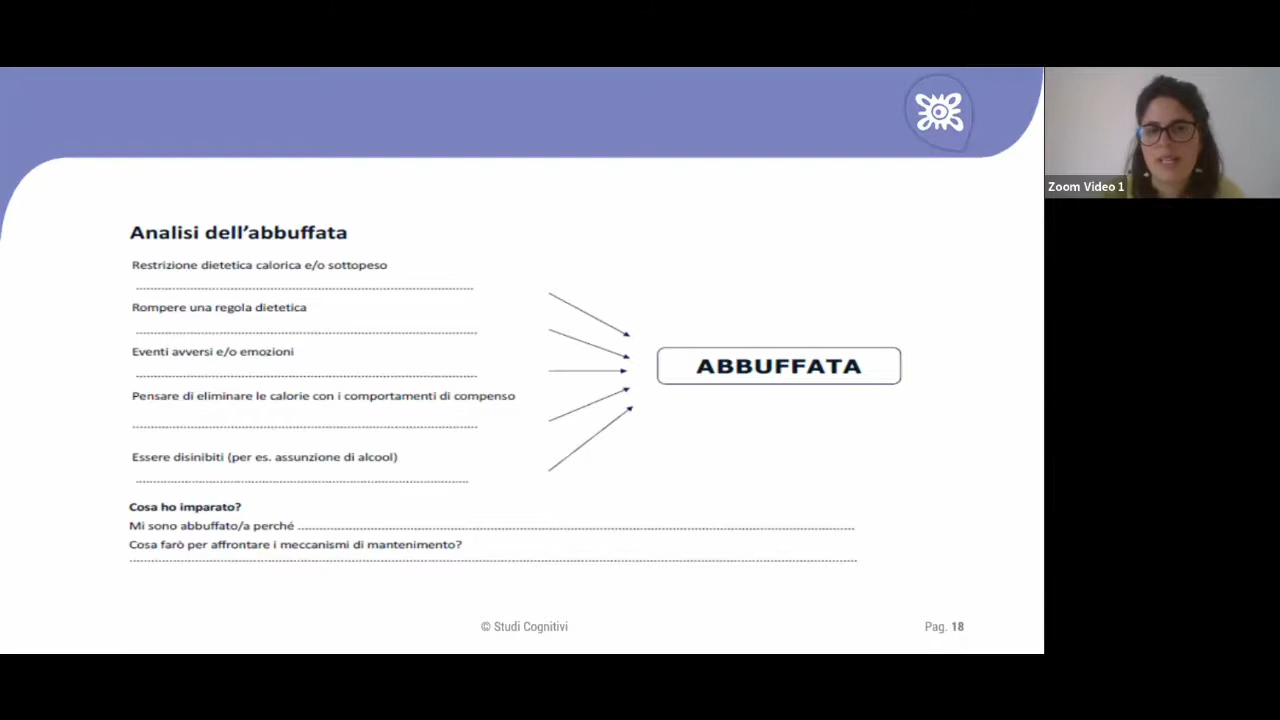 Zoom Video 1
Analisi dell’abbuffata
Restrizione dietetica calorica e/o sottopeso
Rompere una regola dietetica
Eventi avversi e/o emozioni
Pensare di eliminare le calorie con i comportamenti di compenso
Essere disinibiti (per es. assunzione di alcool)
ABBUFFATA
Cosa ho imparato?
Mi sono abbuffato/a perché
Cosa farò per affrontare i meccanismi di mantenimento?
© Studi Cognitivi
Pag. 18